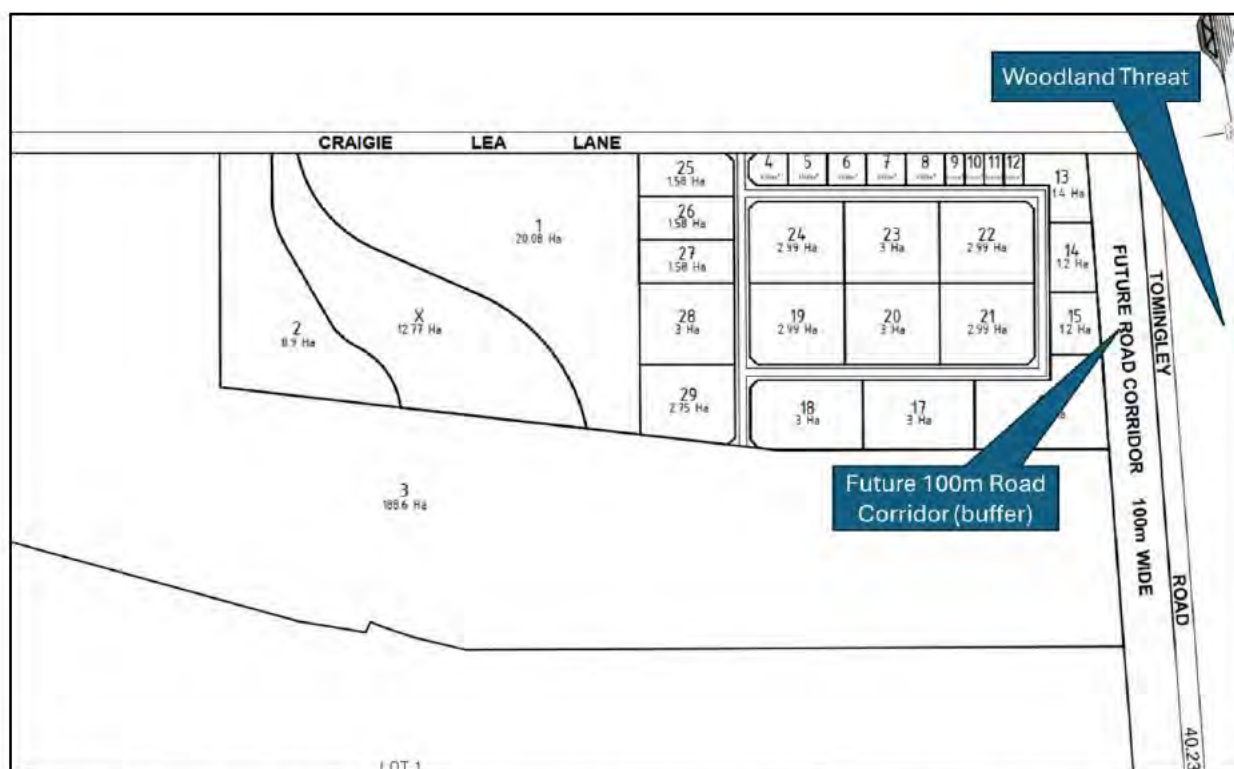 Woodland Threat
CRAIGIE LEA LANE
4 5 6 7 8 9 10 11 12
25
1.58 Ha
13
1.4 Ha
26
1.58 Ha
1
20.08 Ha
24
2.99 Ha
23
3 Ha
22
2.99 Ha
27
1.58 Ha
14
1.2 Ha
FUTURE ROAD CORRIDOR 100m WIDE
TOMINGLEY ROAD
X
12.77 Ha
2
8.9 Ha
28
3 Ha
19
2.99 Ha
20
3 Ha
21
2.99 Ha
15
1.2 Ha
29
2.75 Ha
18
3 Ha
17
3 Ha
Ha
Future 100m Road
Corridor (buffer)
3
188.6 Ha
40.23
LOT 1